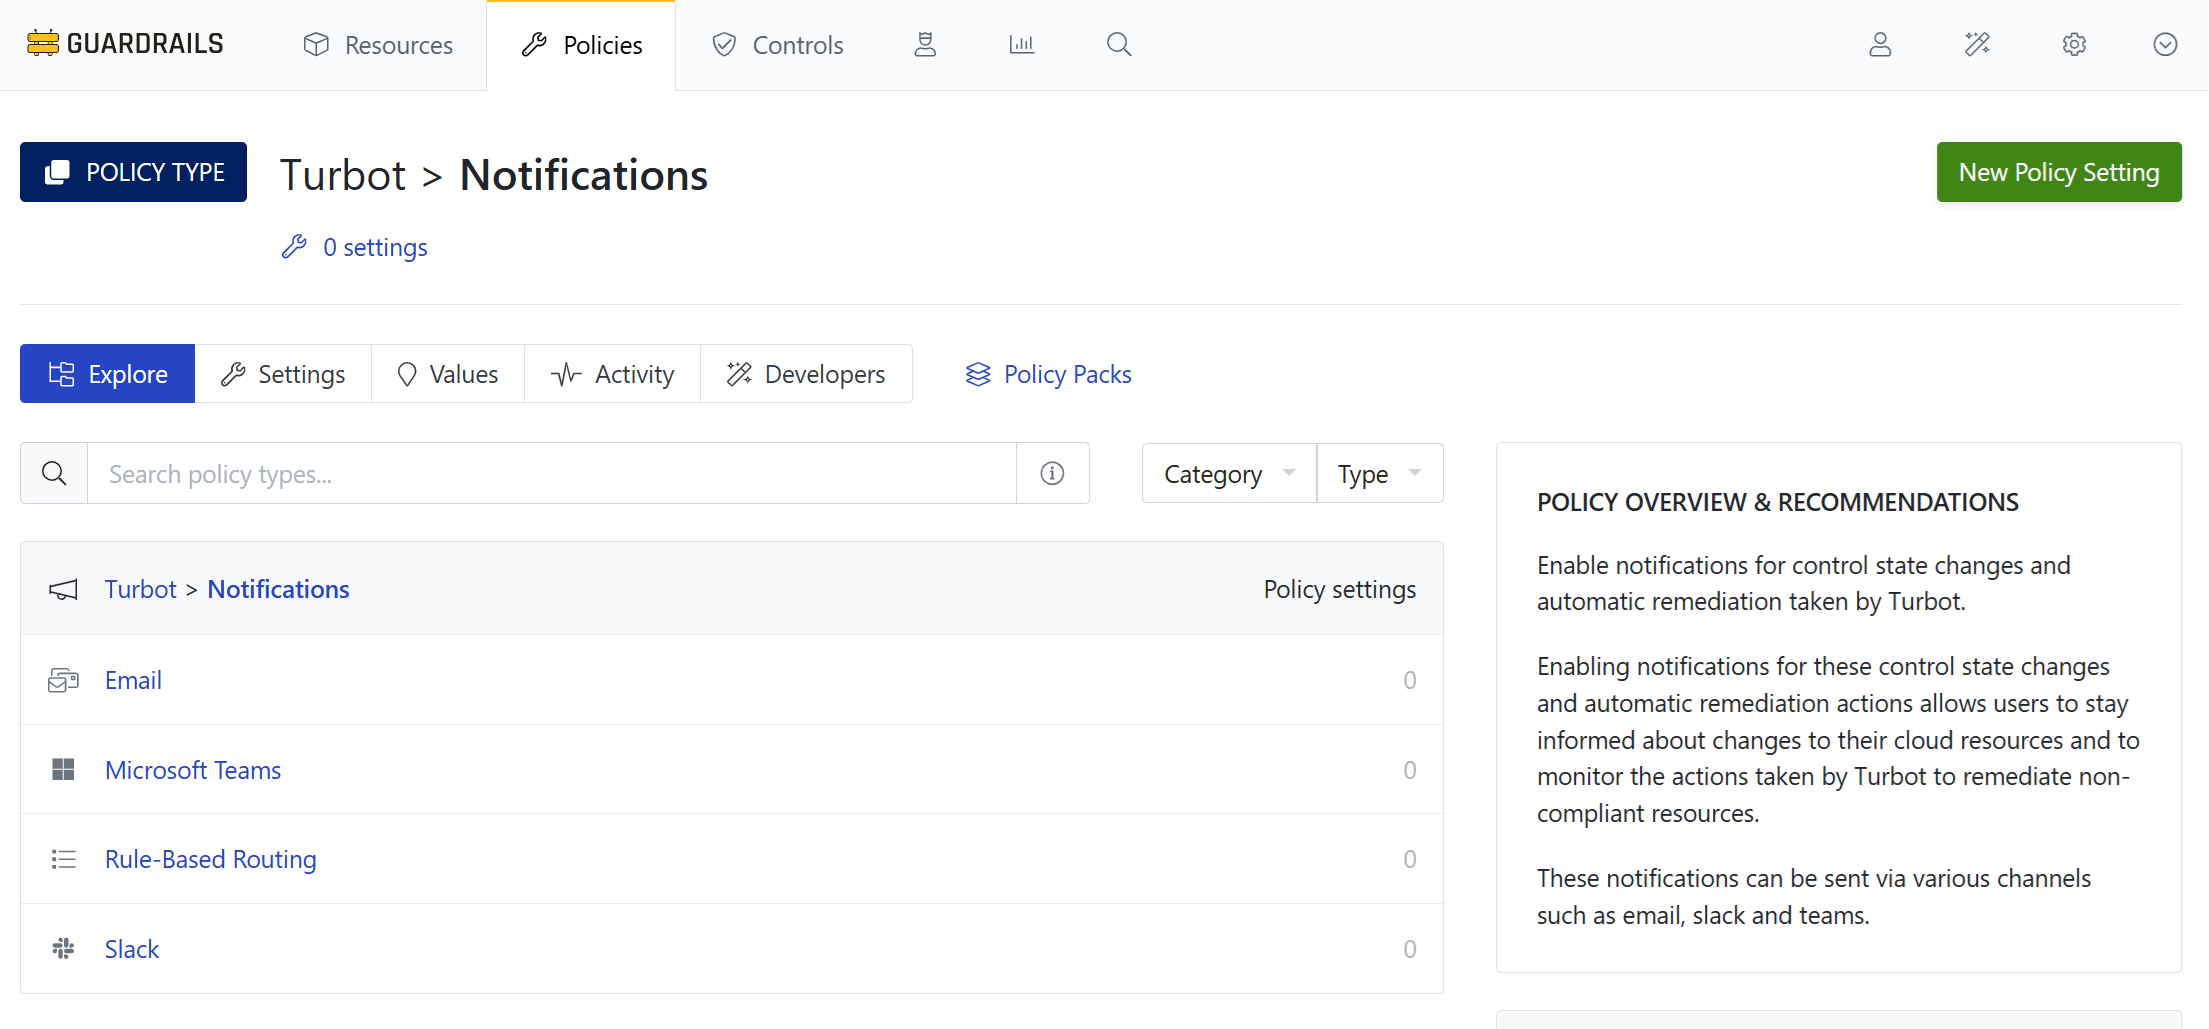 GUARDRAILS
Resources
Policies
Controls
POLICY TYPE
Turbot > Notifications
New Policy Setting
0 settings
Explore
Settings
Values
Activity
Developers
Policy Packs
Search policy types...
Category
Type
Turbot > Notifications
Policy settings
Email
0
Microsoft Teams
0
Rule-Based Routing
0
Slack
0
POLICY OVERVIEW & RECOMMENDATIONS
Enable notifications for control state changes and
automatic remediation taken by Turbot.
Enabling notifications for these control state changes
and automatic remediation actions allows users to stay
informed about changes to their cloud resources and to
monitor the actions taken by Turbot to remediate non-
compliant resources.
These notifications can be sent via various channels
such as email, slack and teams.